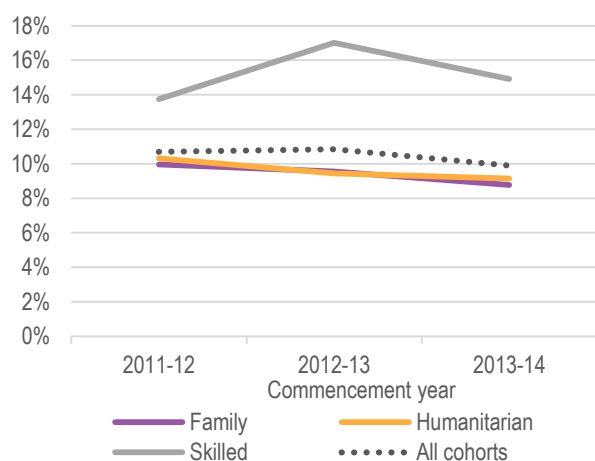 18%
16%
14%
12%
10%
8%
6%
4%
2%
0%
2011-12 2012-13 2013-14
Commencement year
Family Humanitarian
Skilled All cohorts